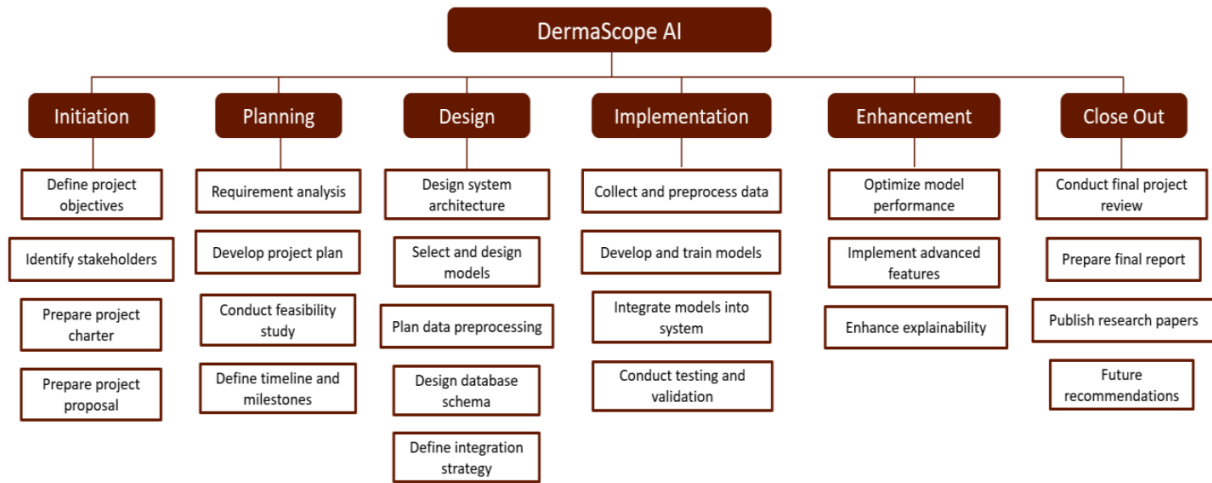 DermaScope AI
Initiation
Planning
Design
Implementation
Enhancement
Close Out
Define project
objectives
Identify stakeholders
Prepare project
charter
Prepare project
proposal
Requirement analysis
Develop project plan
Conduct feasibility
study
Define timeline and
milestones
Design system
architecture
Select and design
models
Plan data preprocessing
Design database
schema
Define integration
strategy
Collect and preprocess data
Develop and train models
Integrate models into
system
Conduct testing and
validation
Optimize model
performance
Implement advanced
features
Enhance explainability
Conduct final project
review
Prepare final report
Publish research papers
Future
recommendations